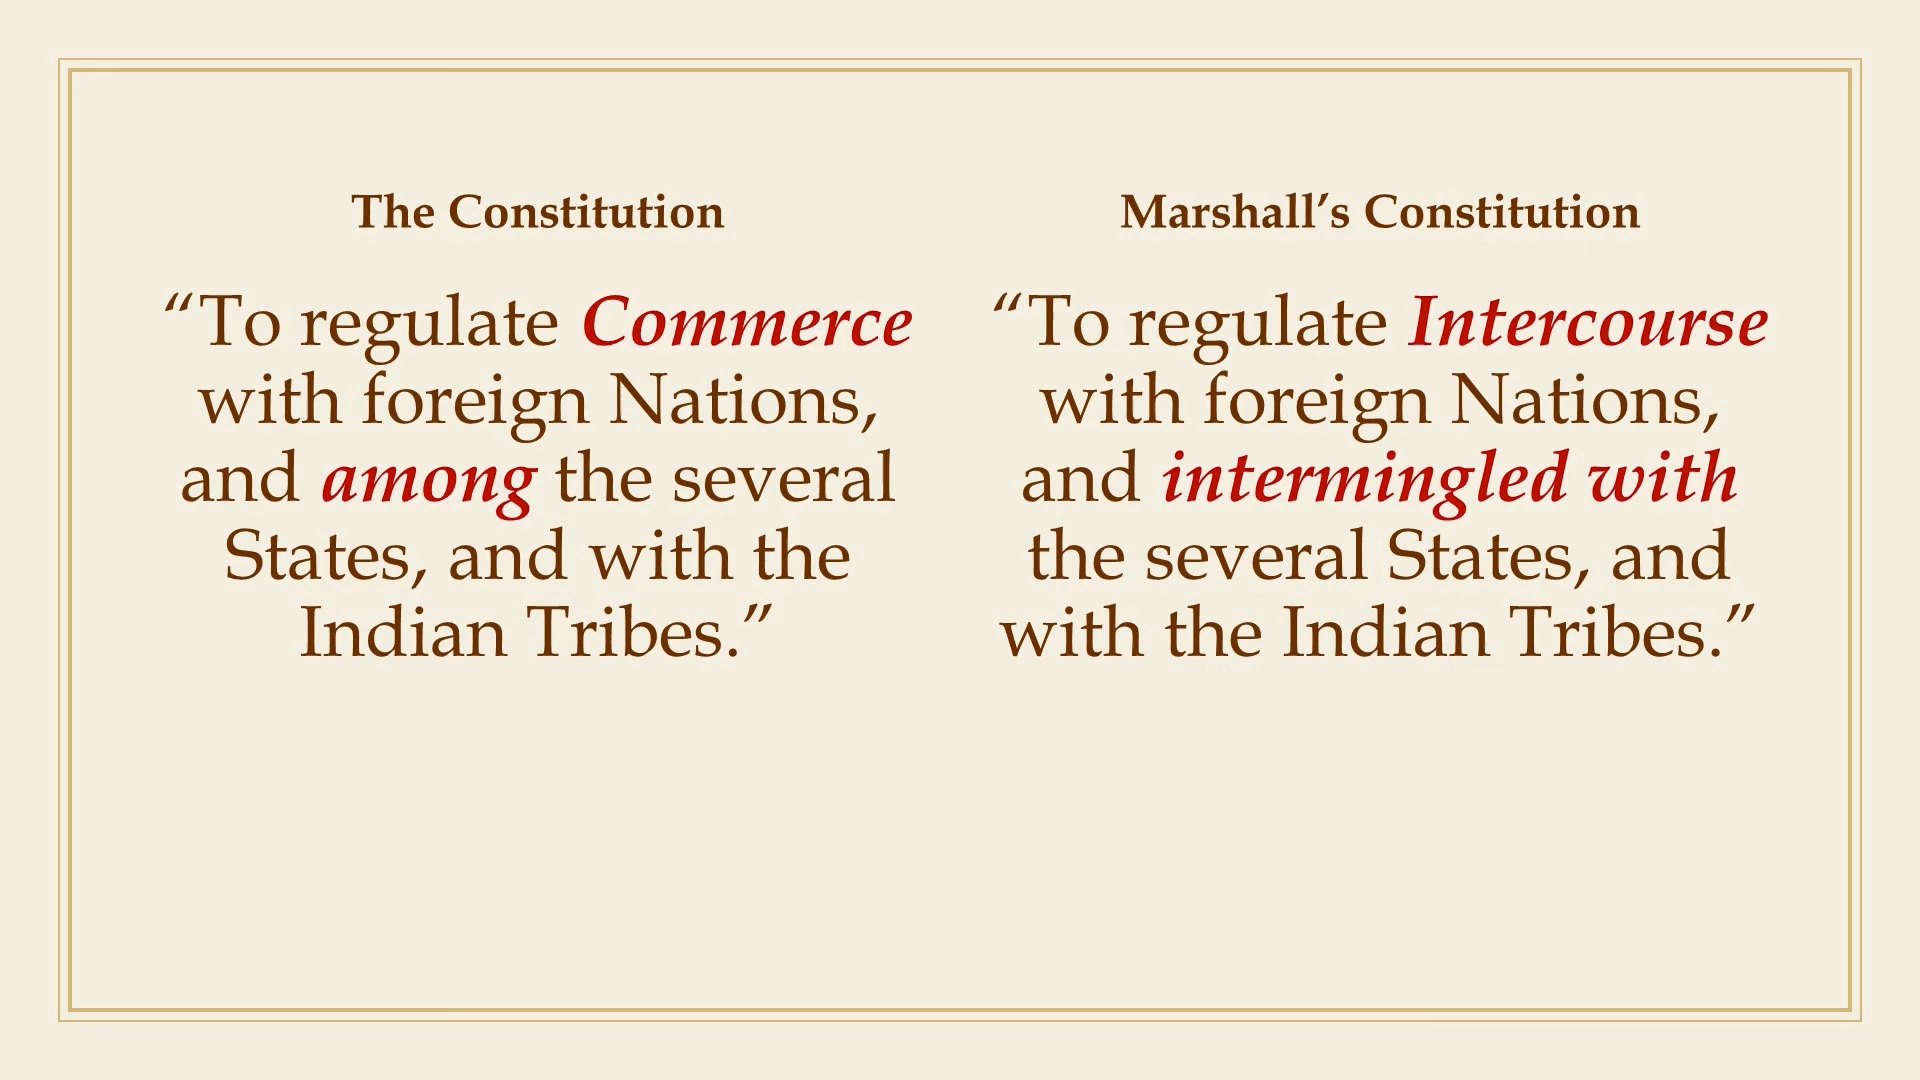 The Constitution
“To regulate Commerce
with foreign Nations,
and among the several
States, and with the
Indian Tribes.”
Marshall’s Constitution
“To regulate Intercourse
with foreign Nations,
and intermingled with
the several States, and
with the Indian Tribes.”